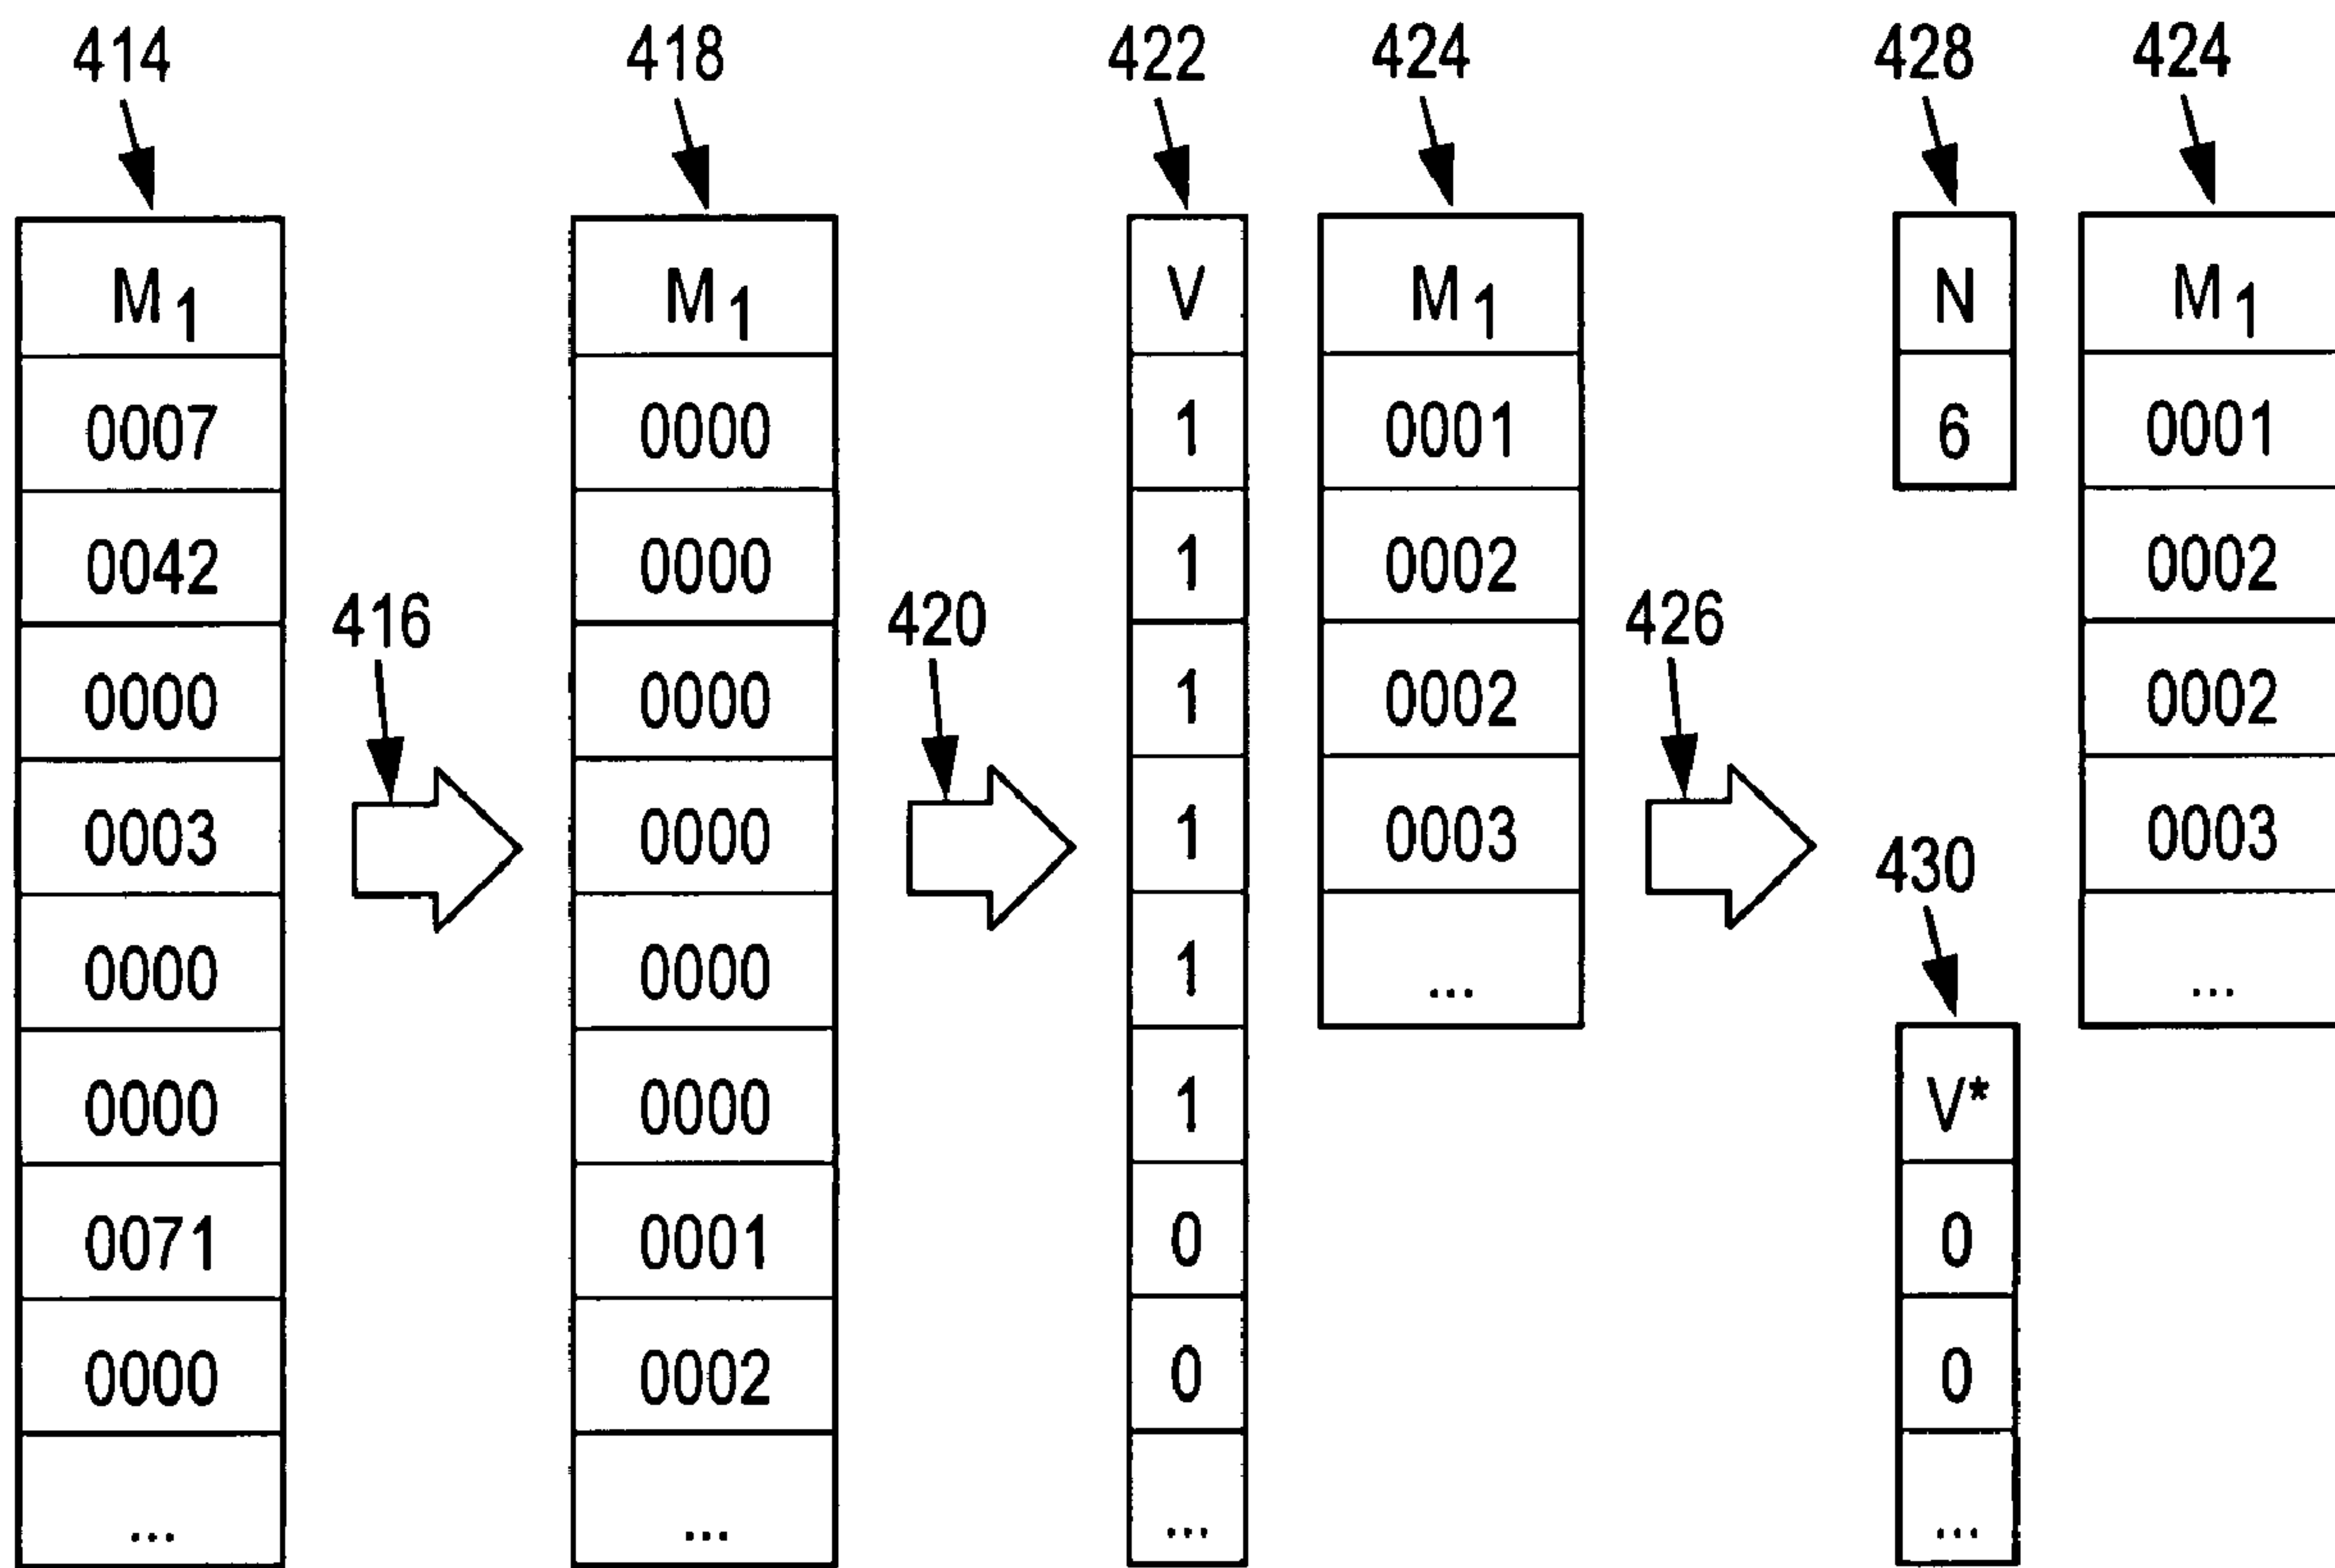 414 418 422 424 428 424
M1 M1 V M1 N M1
0007 0000 1 0001 6 0001
0042 0000 1 0002 0002
416 420 426
0000 0000 1 0002 0002
0003 0000 1 0003 0003
430
0000 0000 1 ... ...
0000 0000 1 V*
0071 0001 0 0
0000 0002 0 0
... ... ... ...